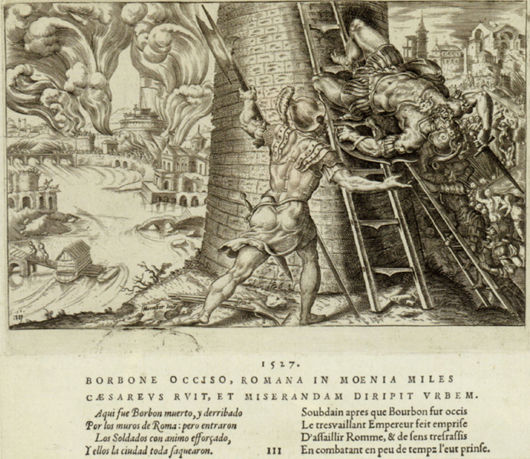 1527.
BORBONE OCCISO, ROMANA IN MOENIA MILES
CÆSAREVS RVIT, ET MISERANDAM DIRIPIT VRBEM.
Aqui fue Borbon muerto, y derribado
Por los muros de Roma: pero entraron
Los Soldados con animo efforçado,
Y ellos la ciudad toda saquearon.
III
Soubdain apres que Bourbon fut occis
Le tresvaillant Empereur feit emprise
D'assaillir Romme, & de sens tresrassis
En combatant en peu de temps l'eut prinse.